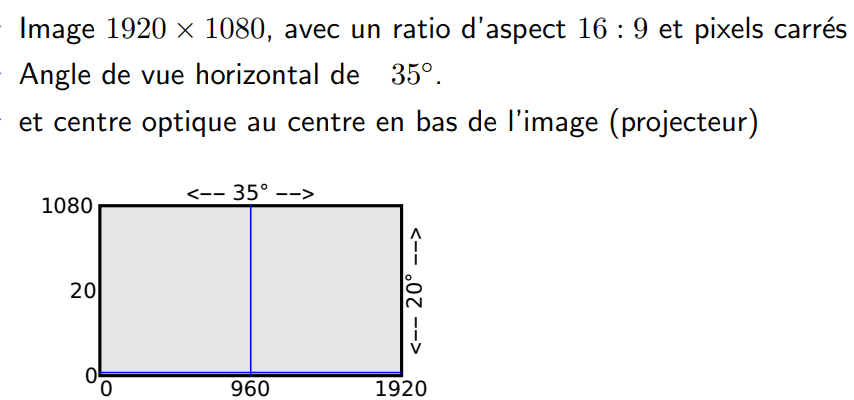 Image 1920 × 1080, avec un ratio d'aspect 16 : 9 et pixels carrés
Angle de vue horizontal de 35°.
et centre optique au centre en bas de l'image (projecteur)
<-- 35° -->
1080
20
<-- 20° -->
0
0 960 1920